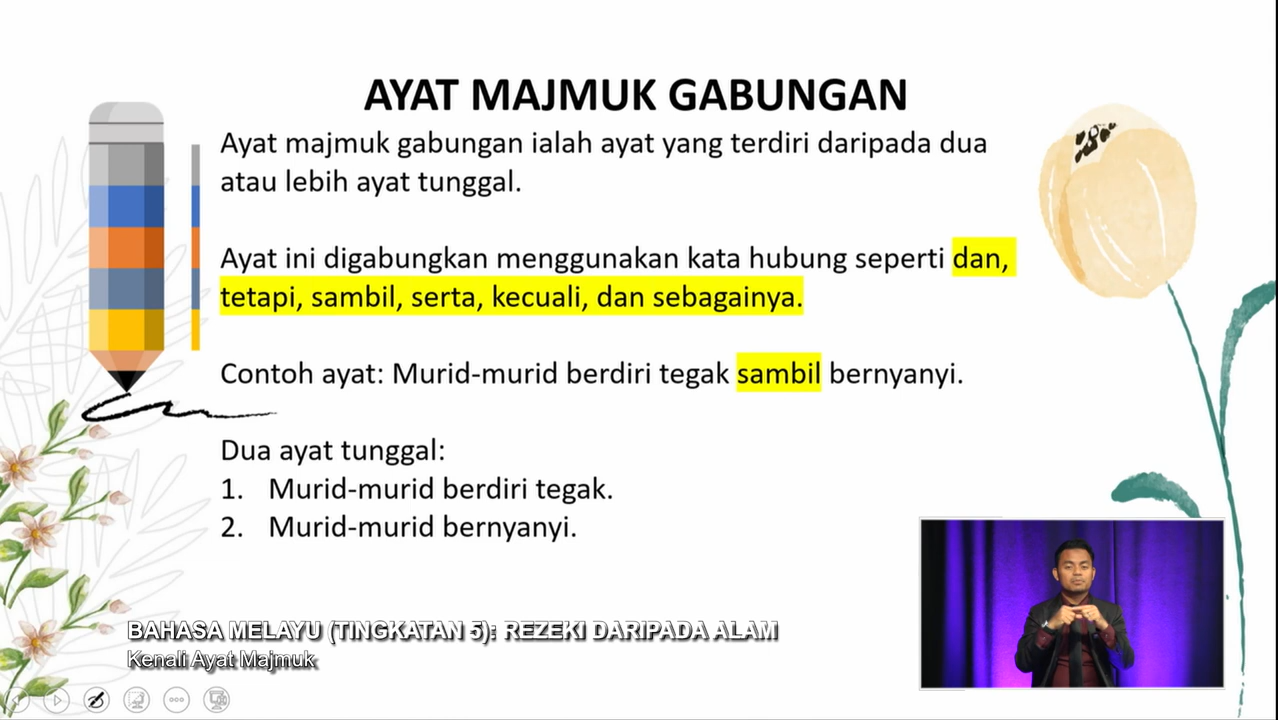 AYAT MAJMUK GABUNGAN
Ayat majmuk gabungan ialah ayat yang terdiri daripada dua
atau lebih ayat tunggal.
Ayat ini digabungkan menggunakan kata hubung seperti dan,
tetapi, sambil, serta, kecuali, dan sebagainya.
Contoh ayat: Murid-murid berdiri tegak sambil bernyanyi.
Dua ayat tunggal:
1. Murid-murid berdiri tegak.
2. Murid-murid bernyanyi.
BAHASA MELAYU (TINGKATAN 5): REZEKI DARIPADA ALAM
Kenali Ayat Majmuk